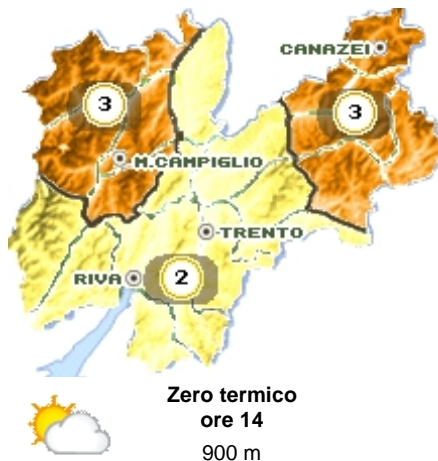 CANAZEI
3
3
M.CAMPIGLIO
TRENTO
RIVA
2
Zero termico
ore 14
900 m